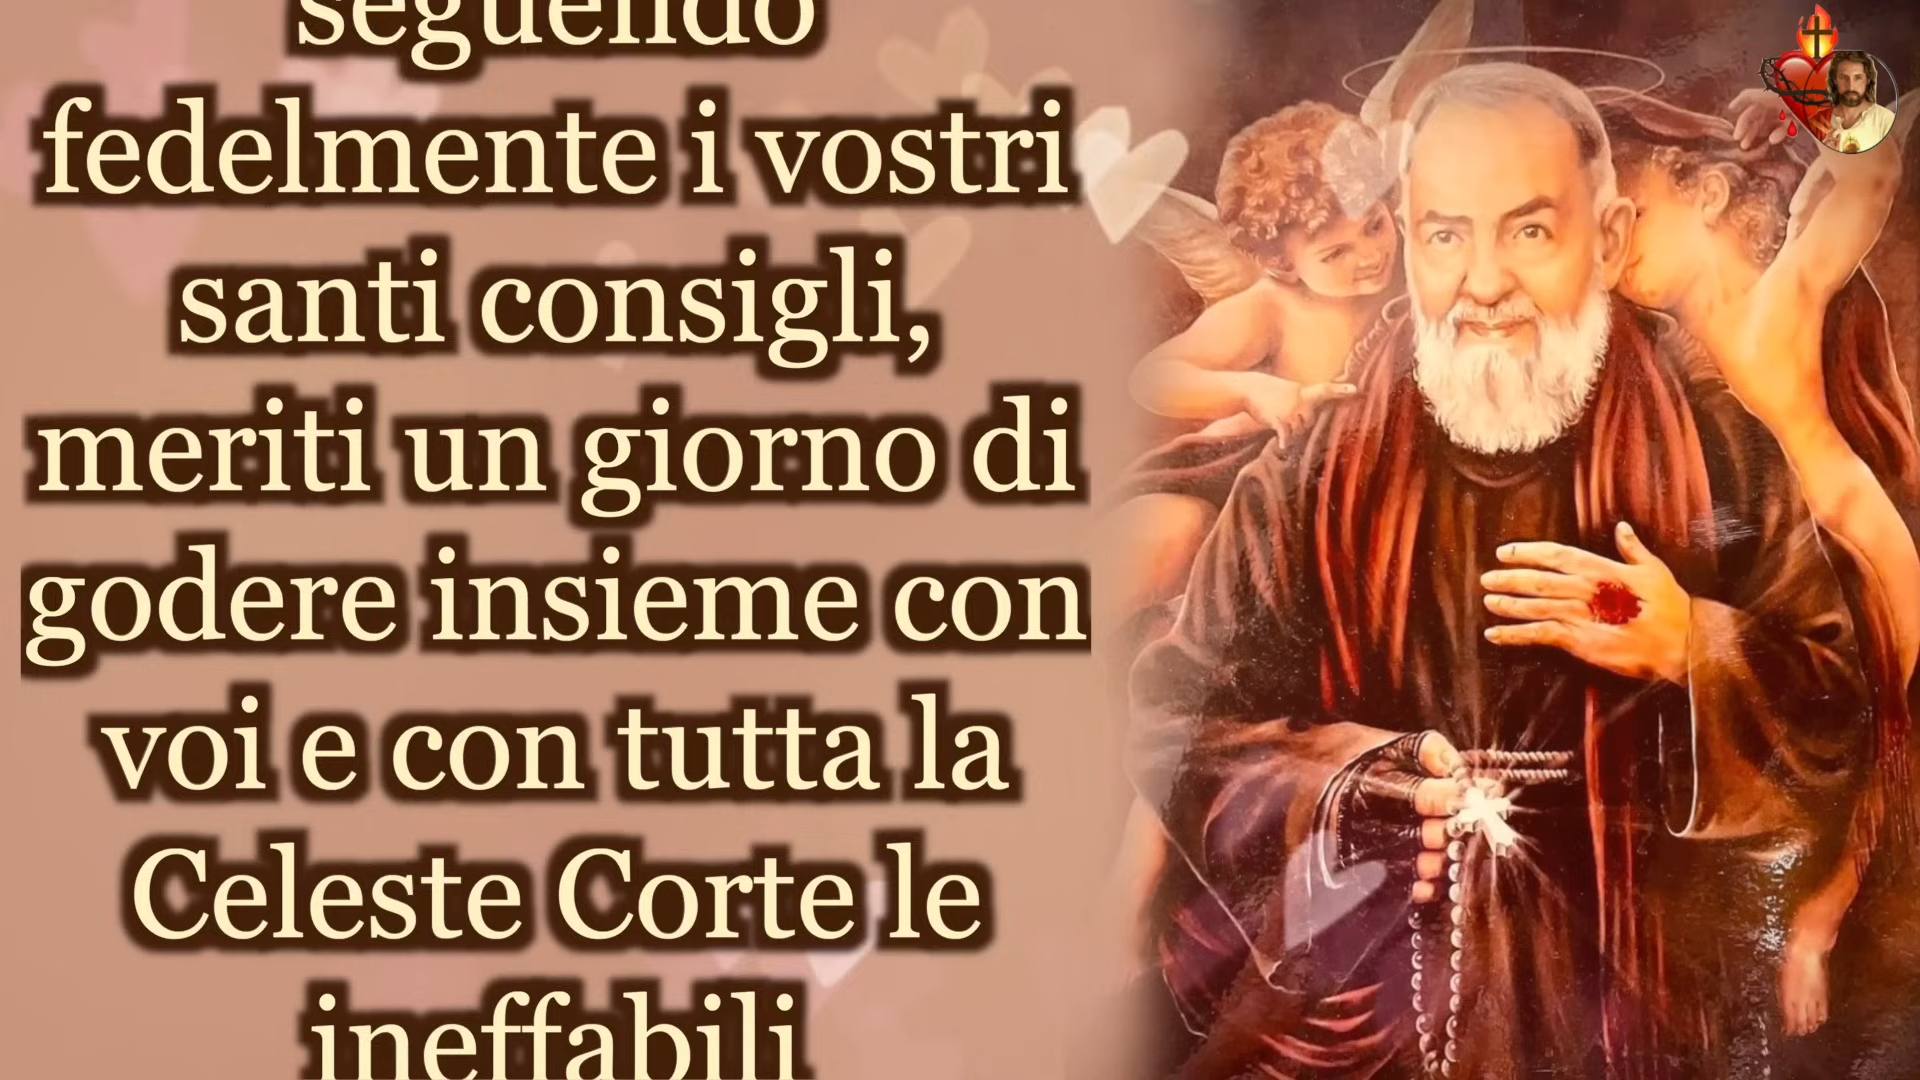 seguendo
fedelmente i vostri
santi consigli,
meriti un giorno di
godere insieme con
voi e con tutta la
Celeste Corte le
ineffabili